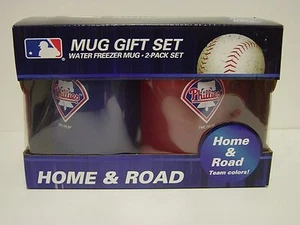 MUG GIFT SET
WATER FREEZER MUG • 2-PACK SET
Phillies
Phillies
Home
&
Road
Team colors!
HOME & ROAD